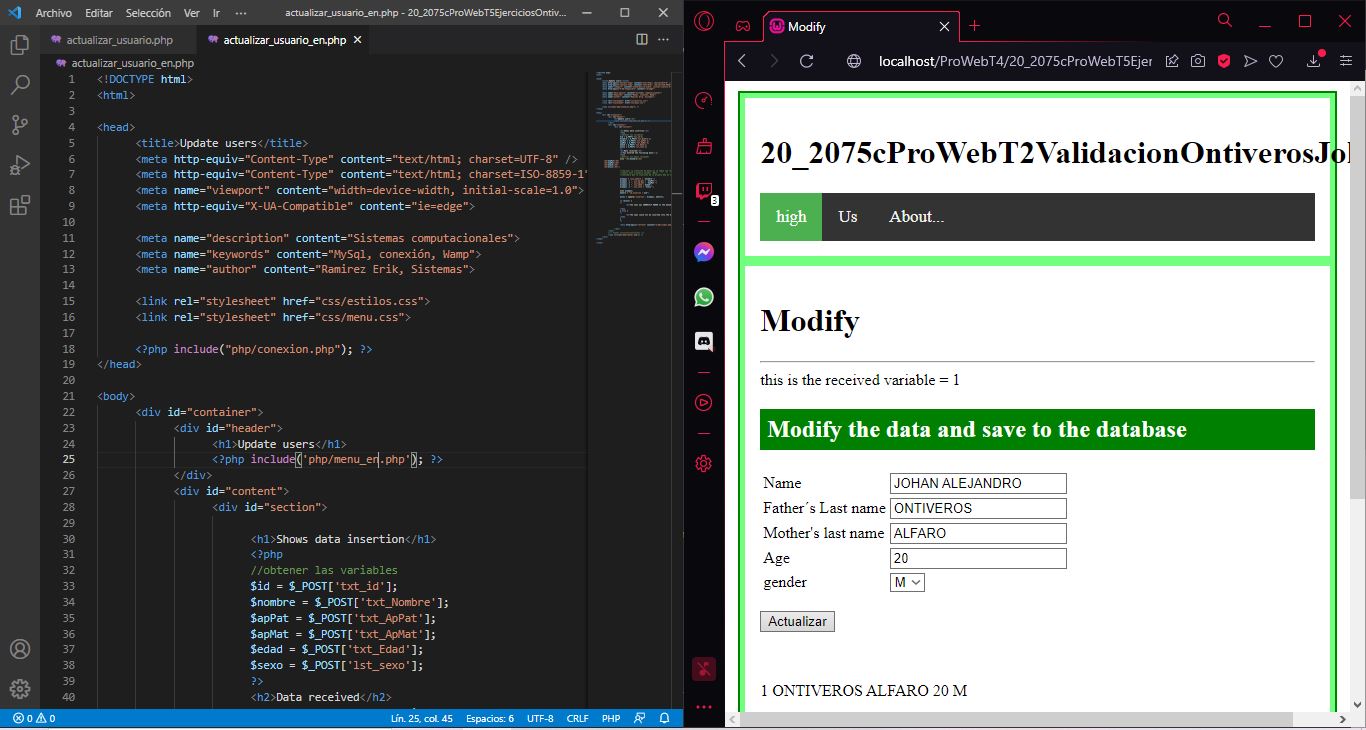 Archivo Editar Selección Ver Ir ··· actualizar_usuario_en.php - 20_2075cProWebT5EjerciciosOntiv...
actualizar_usuario.php actualizar_usuario_en.php
actualizar_usuario_en.php
1 <!DOCTYPE html>
2 <html>
3
4 <head>
5 <title>Update users</title>
6 <meta http-equiv="Content-Type" content="text/html; charset=UTF-8" />
7 <meta http-equiv="Content-Type" content="text/html; charset=ISO-8859-1"
8 <meta name="viewport" content="width=device-width, initial-scale=1.0">
9 <meta http-equiv="X-UA-Compatible" content="ie=edge">
10
11 <meta name="description" content="Sistemas computacionales">
12 <meta name="keywords" content="MySql, conexión, Wamp">
13 <meta name="author" content="Ramirez Erik, Sistemas">
14
15 <link rel="stylesheet" href="css/estilos.css">
16 <link rel="stylesheet" href="css/menu.css">
17
18 <?php include("php/conexion.php"); ?>
19 </head>
20
21 <body>
22 <div id="container">
23 <div id="header">
24 <h1>Update users</h1>
25 <?php include('php/menu_en.php'); ?>
26 </div>
27 <div id="content">
28 <div id="section">
29
30 <h1>Shows data insertion</h1>
31 <?php
32 //obtener las variables
33 $id = $_POST['txt_id'];
34 $nombre = $_POST['txt_Nombre'];
35 $apPat = $_POST['txt_ApPat'];
36 $apMat = $_POST['txt_ApMat'];
37 $edad = $_POST['txt_Edad'];
38 $sexo = $_POST['lst_sexo'];
39 ?>
40 <h2>Data received</h2>
0 0 Lín. 25, col. 45 Espacios: 6 UTF-8 CRLF PHP
Modify
localhost/ProWebT4/20_2075cProWebT5Ejer
3
20_2075cProWebT2ValidacionOntiverosJoh
high Us About...
Modify
this is the received variable = 1
Modify the data and save to the database
Name JOHAN ALEJANDRO
Father´s Last name ONTIVEROS
Mother's last name ALFARO
Age 20
gender M
Actualizar
1 ONTIVEROS ALFARO 20 M